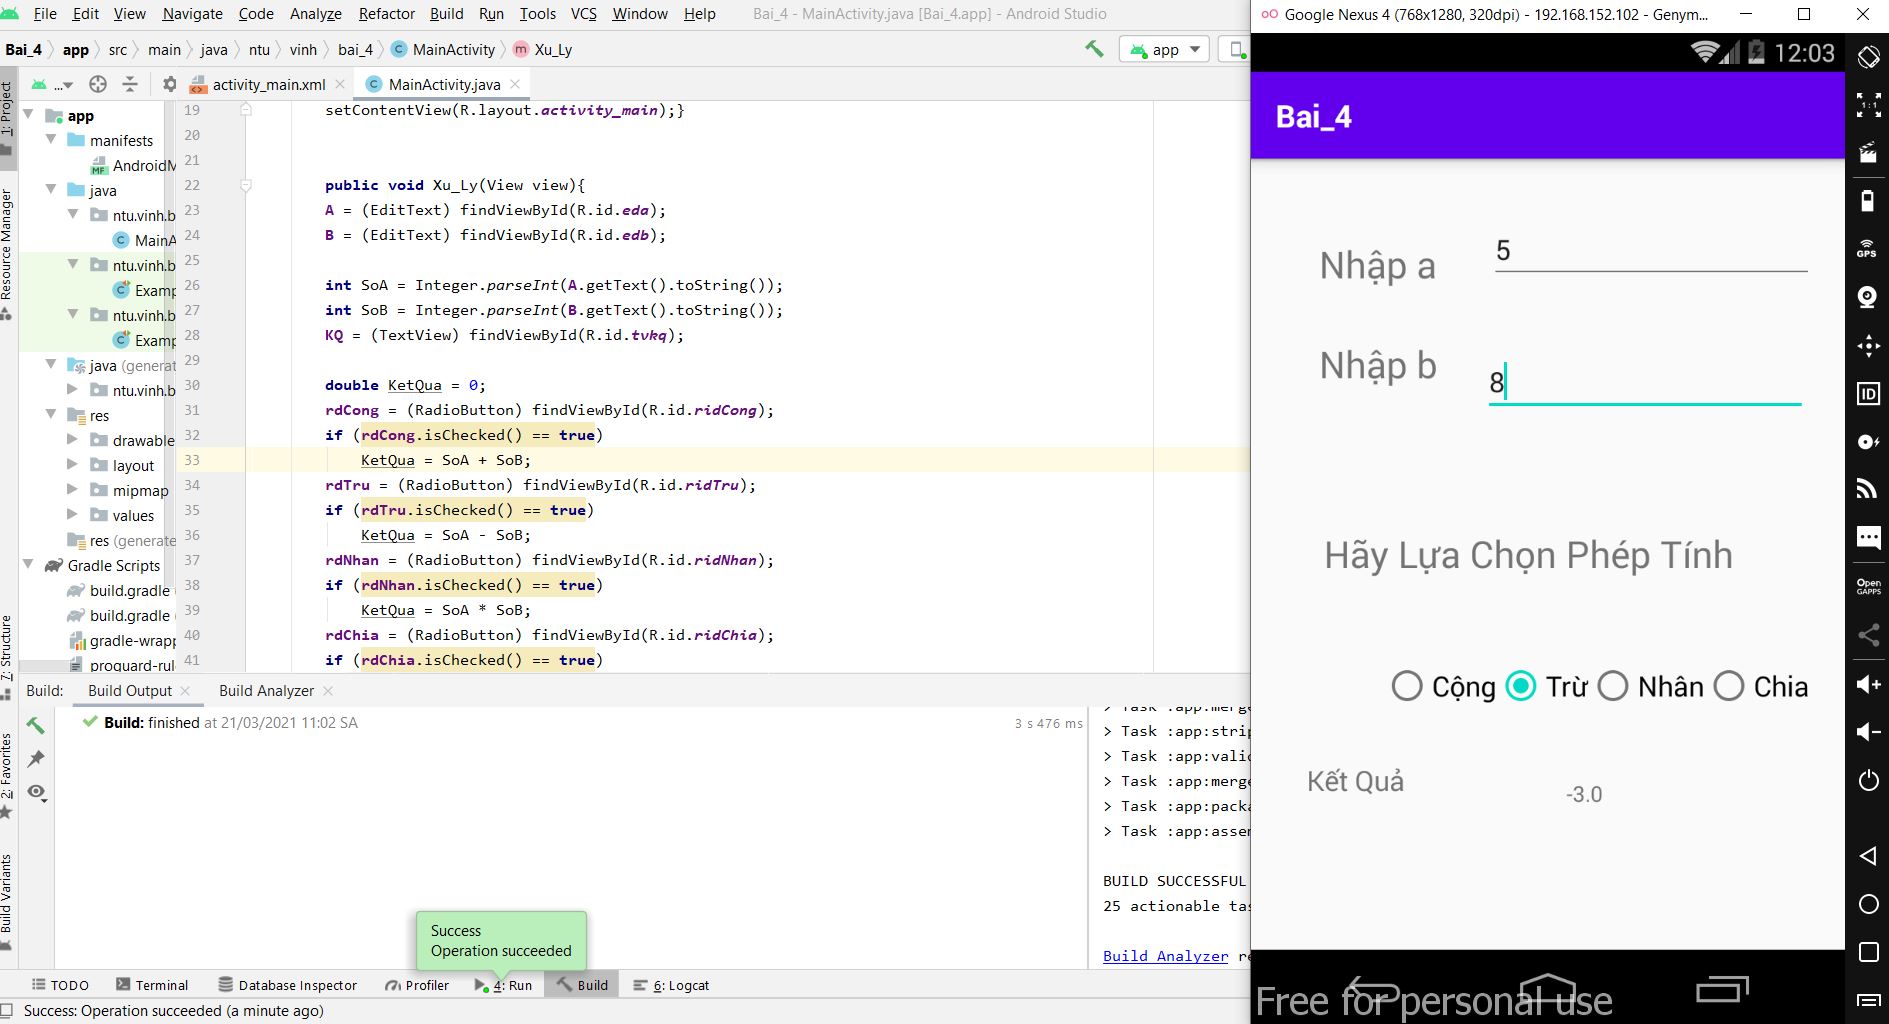 File Edit View Navigate Code Analyze Refactor Build Run Tools VCS Window Help Bai_4 - MainActivity.java [Bai_4.app] - Android Studio
Bai_4 app src main java ntu vinh bai_4 MainActivity Xu_Ly app
activity_main.xml MainActivity.java
1: Project
Resource Manager
7: Structure
2: Favorites
Build Variants
app
manifests
AndroidM
java
ntu.vinh.b
MainA
ntu.vinh.b
Examp
ntu.vinh.b
Examp
java (generat
ntu.vinh.b
res
drawable
layout
mipmap
values
res (generate
Gradle Scripts
build.gradle (
build.gradle (
gradle-wrapp
proguard-rul
19 setContentView(R.layout.activity_main);}
20
21
22 public void Xu_Ly(View view){
23 A = (EditText) findViewById(R.id.eda);
24 B = (EditText) findViewById(R.id.edb);
25
26 int SoA = Integer.parseInt(A.getText().toString());
27 int SoB = Integer.parseInt(B.getText().toString());
28 KQ = (TextView) findViewById(R.id.tvkq);
29
30 double KetQua = 0;
31 rdCong = (RadioButton) findViewById(R.id.ridCong);
32 if (rdCong.isChecked() == true)
33 KetQua = SoA + SoB;
34 rdTru = (RadioButton) findViewById(R.id.ridTru);
35 if (rdTru.isChecked() == true)
36 KetQua = SoA - SoB;
37 rdNhan = (RadioButton) findViewById(R.id.ridNhan);
38 if (rdNhan.isChecked() == true)
39 KetQua = SoA * SoB;
40 rdChia = (RadioButton) findViewById(R.id.ridChia);
41 if (rdChia.isChecked() == true)
Build: Build Output Build Analyzer
Build: finished at 21/03/2021 11:02 SA 3 s 476 ms
> Task :app:merge
> Task :app:strip
> Task :app:valid
> Task :app:merge
> Task :app:packa
> Task :app:assem
BUILD SUCCESSFUL
25 actionable tas
Build Analyzer re
Success
Operation succeeded
TODO Terminal Database Inspector Profiler 4: Run Build 6: Logcat
Success: Operation succeeded (a minute ago)
Google Nexus 4 (768x1280, 320dpi) - 192.168.152.102 - Genym...
12:03
Bai_4
Nhập a 5
Nhập b 8
Hãy Lựa Chọn Phép Tính
Cộng Trừ Nhân Chia
Kết Quả -3.0
Free for personal use
1:1
GPS
ID
Open
GAPPS